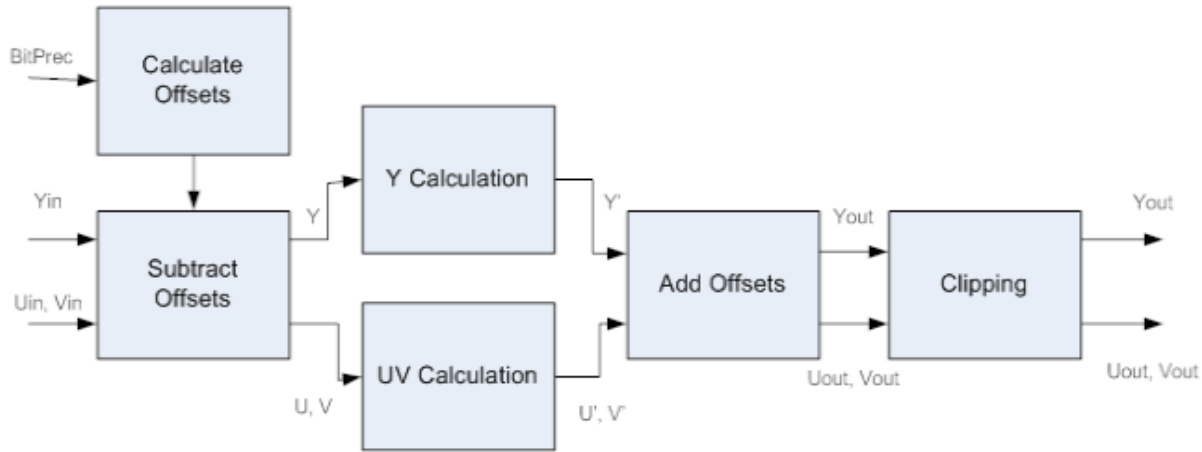 BitPrec
Calculate
Offsets
Yin
Uin, Vin
Subtract
Offsets
Y
U, V
Y Calculation
UV Calculation
Y'
U', V'
Add Offsets
Yout
Uout, Vout
Clipping
Yout
Uout, Vout